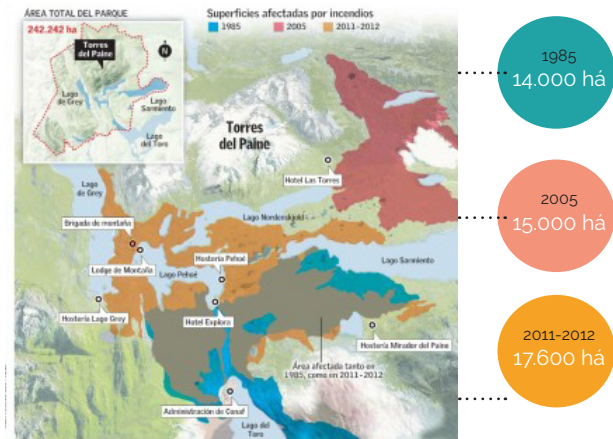 ÁREA TOTAL DEL PARQUE
242.242 ha
Torres
del Paine
N
Lago
de Grey
Lago
Sarmiento
Lago
del Toro
Superficies afectadas por incendios
1985
2005
2011-2012
Torres
del Paine
Hotel Las Torres
Lago
de Grey
Brigada de montaña
Lago Nordenskjold
Hostería Pehoé
Lago Sarmiento
Lodge de Montaña
Lago Pehoé
Hostería Lago Grey
Hotel Explora
Hostería Mirador del Paine
Área afectada tanto en
1985, como en 2011-2012
Administración de Conaf
Lago del
Toro
1985
14.000 há
2005
15.000 há
2011-2012
17.600 há